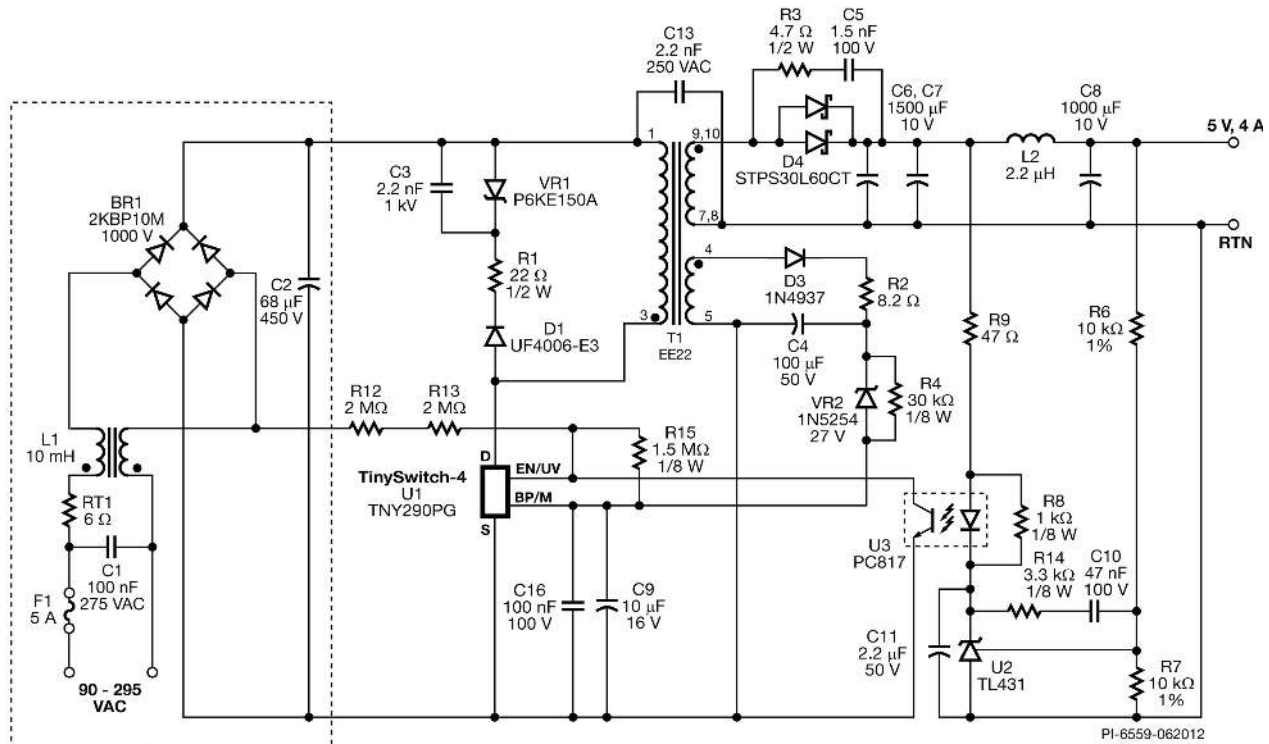 C13
2.2 nF
250 VAC
R3
4.7 Ω
1/2 W
C5
1.5 nF
100 V
C6, C7
1500 µF
10 V
C8
1000 µF
10 V
5 V, 4 A
1
9,10
D4
STPS30L60CT
L2
2.2 µH
C3
2.2 nF
1 kV
VR1
P6KE150A
7,8
RTN
BR1
2KBP10M
1000 V
R1
22 Ω
1/2 W
4
D3
1N4937
R2
8.2 Ω
C2
68 µF
450 V
D1
UF4006-E3
3
5
T1
EE22
C4
100 µF
50 V
R9
47 Ω
R6
10 kΩ
1%
R12
2 MΩ
R13
2 MΩ
VR2
1N5254
27 V
R4
30 kΩ
1/8 W
L1
10 mH
R15
1.5 MΩ
1/8 W
D
EN/UV
TinySwitch-4
U1
TNY290PG
BP/M
S
RT1
6 Ω
U3
PC817
R8
1 kΩ
1/8 W
C1
100 nF
275 VAC
F1
5 A
R14
3.3 kΩ
1/8 W
C10
47 nF
100 V
C16
100 nF
100 V
C9
10 µF
16 V
C11
2.2 µF
50 V
U2
TL431
R7
10 kΩ
1%
90 - 295
VAC
PI-6559-062012